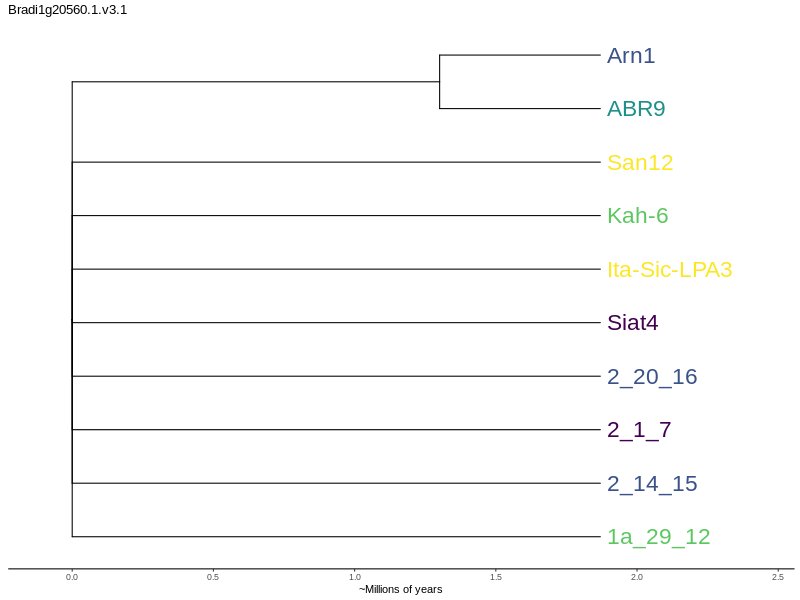 Bradi1g20560.1.v3.1
Arn1
ABR9
San12
Kah-6
Ita-Sic-LPA3
Siat4
2_20_16
2_1_7
2_14_15
1a_29_12
0.0 0.5 1.0 1.5 2.0 2.5
~Millions of years